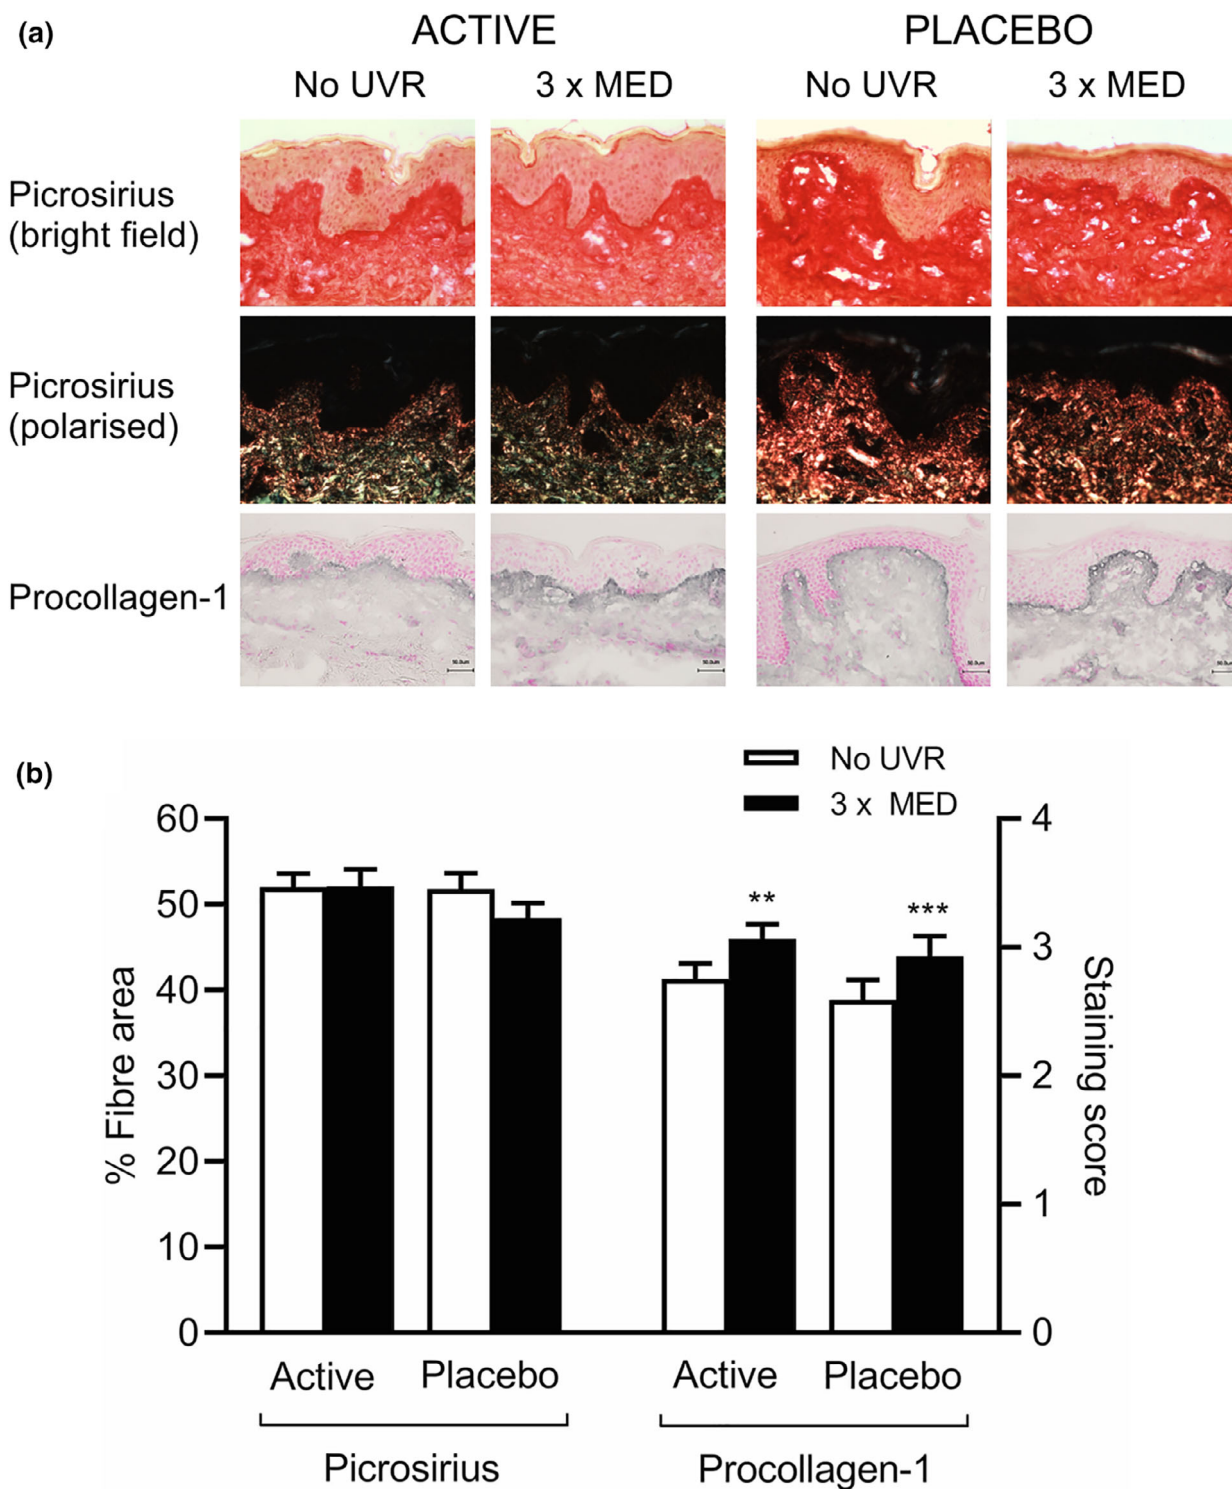 (a)
ACTIVE PLACEBO
No UVR 3 x MED No UVR 3 x MED
Picrosirius
(bright field)
Picrosirius
(polarised)
Procollagen-1
(b)
No UVR
3 x MED
60
50
40
30
20
10
0
% Fibre area
** ***
4
3
2
1
0
Staining score
Active Placebo Active Placebo
Picrosirius Procollagen-1